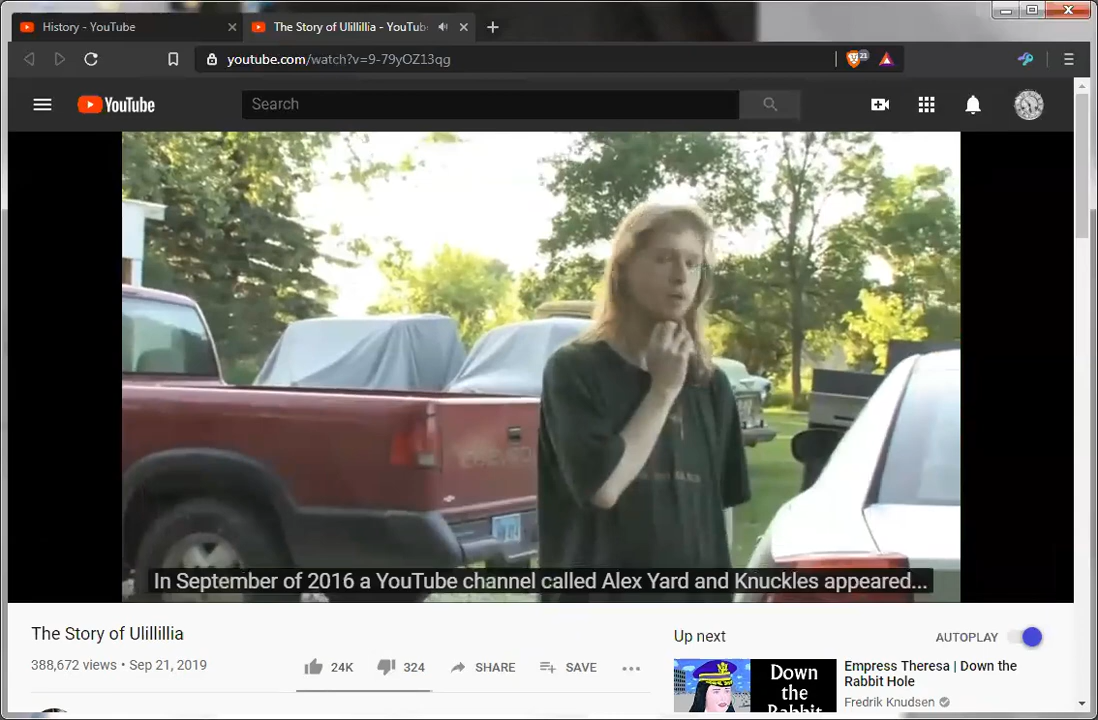 History - YouTube
The Story of Ulillillia - YouTub
youtube.com/watch?v=9-79yOZ13qg
21
YouTube
Search
In September of 2016 a YouTube channel called Alex Yard and Knuckles appeared...
The Story of Ulillillia
388,672 views • Sep 21, 2019
24K
324
SHARE
SAVE
Up next
AUTOPLAY
Down
the
Rabbit
Empress Theresa | Down the
Rabbit Hole
Fredrik Knudsen